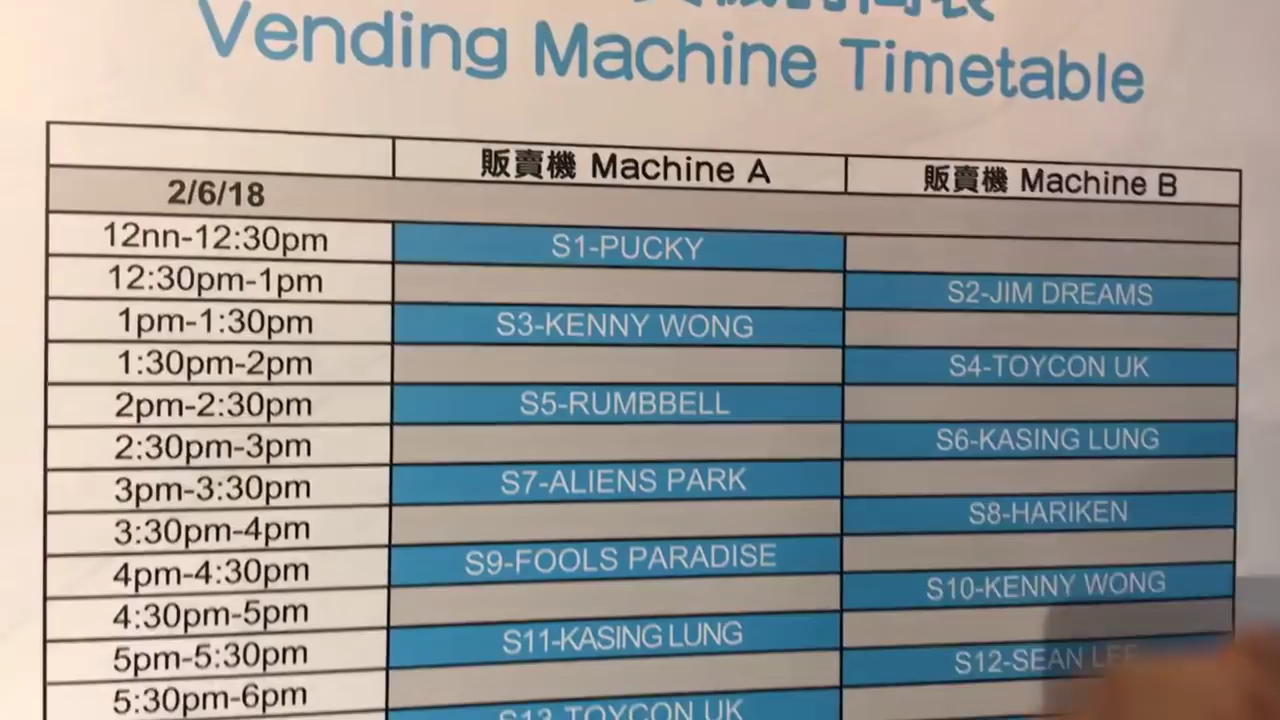 Vending Machine Timetable
販賣機 Machine A 販賣機 Machine B
2/6/18
12nn-12:30pm S1-PUCKY
12:30pm-1pm S2-JIM DREAMS
1pm-1:30pm S3-KENNY WONG
1:30pm-2pm S4-TOYCON UK
2pm-2:30pm S5-RUMBBELL
2:30pm-3pm S6-KASING LUNG
3pm-3:30pm S7-ALIENS PARK
3:30pm-4pm S8-HARIKEN
4pm-4:30pm S9-FOOLS PARADISE
4:30pm-5pm S10-KENNY WONG
5pm-5:30pm S11-KASING LUNG
5:30pm-6pm S12-SEAN LEE
S13-TOYCON UK